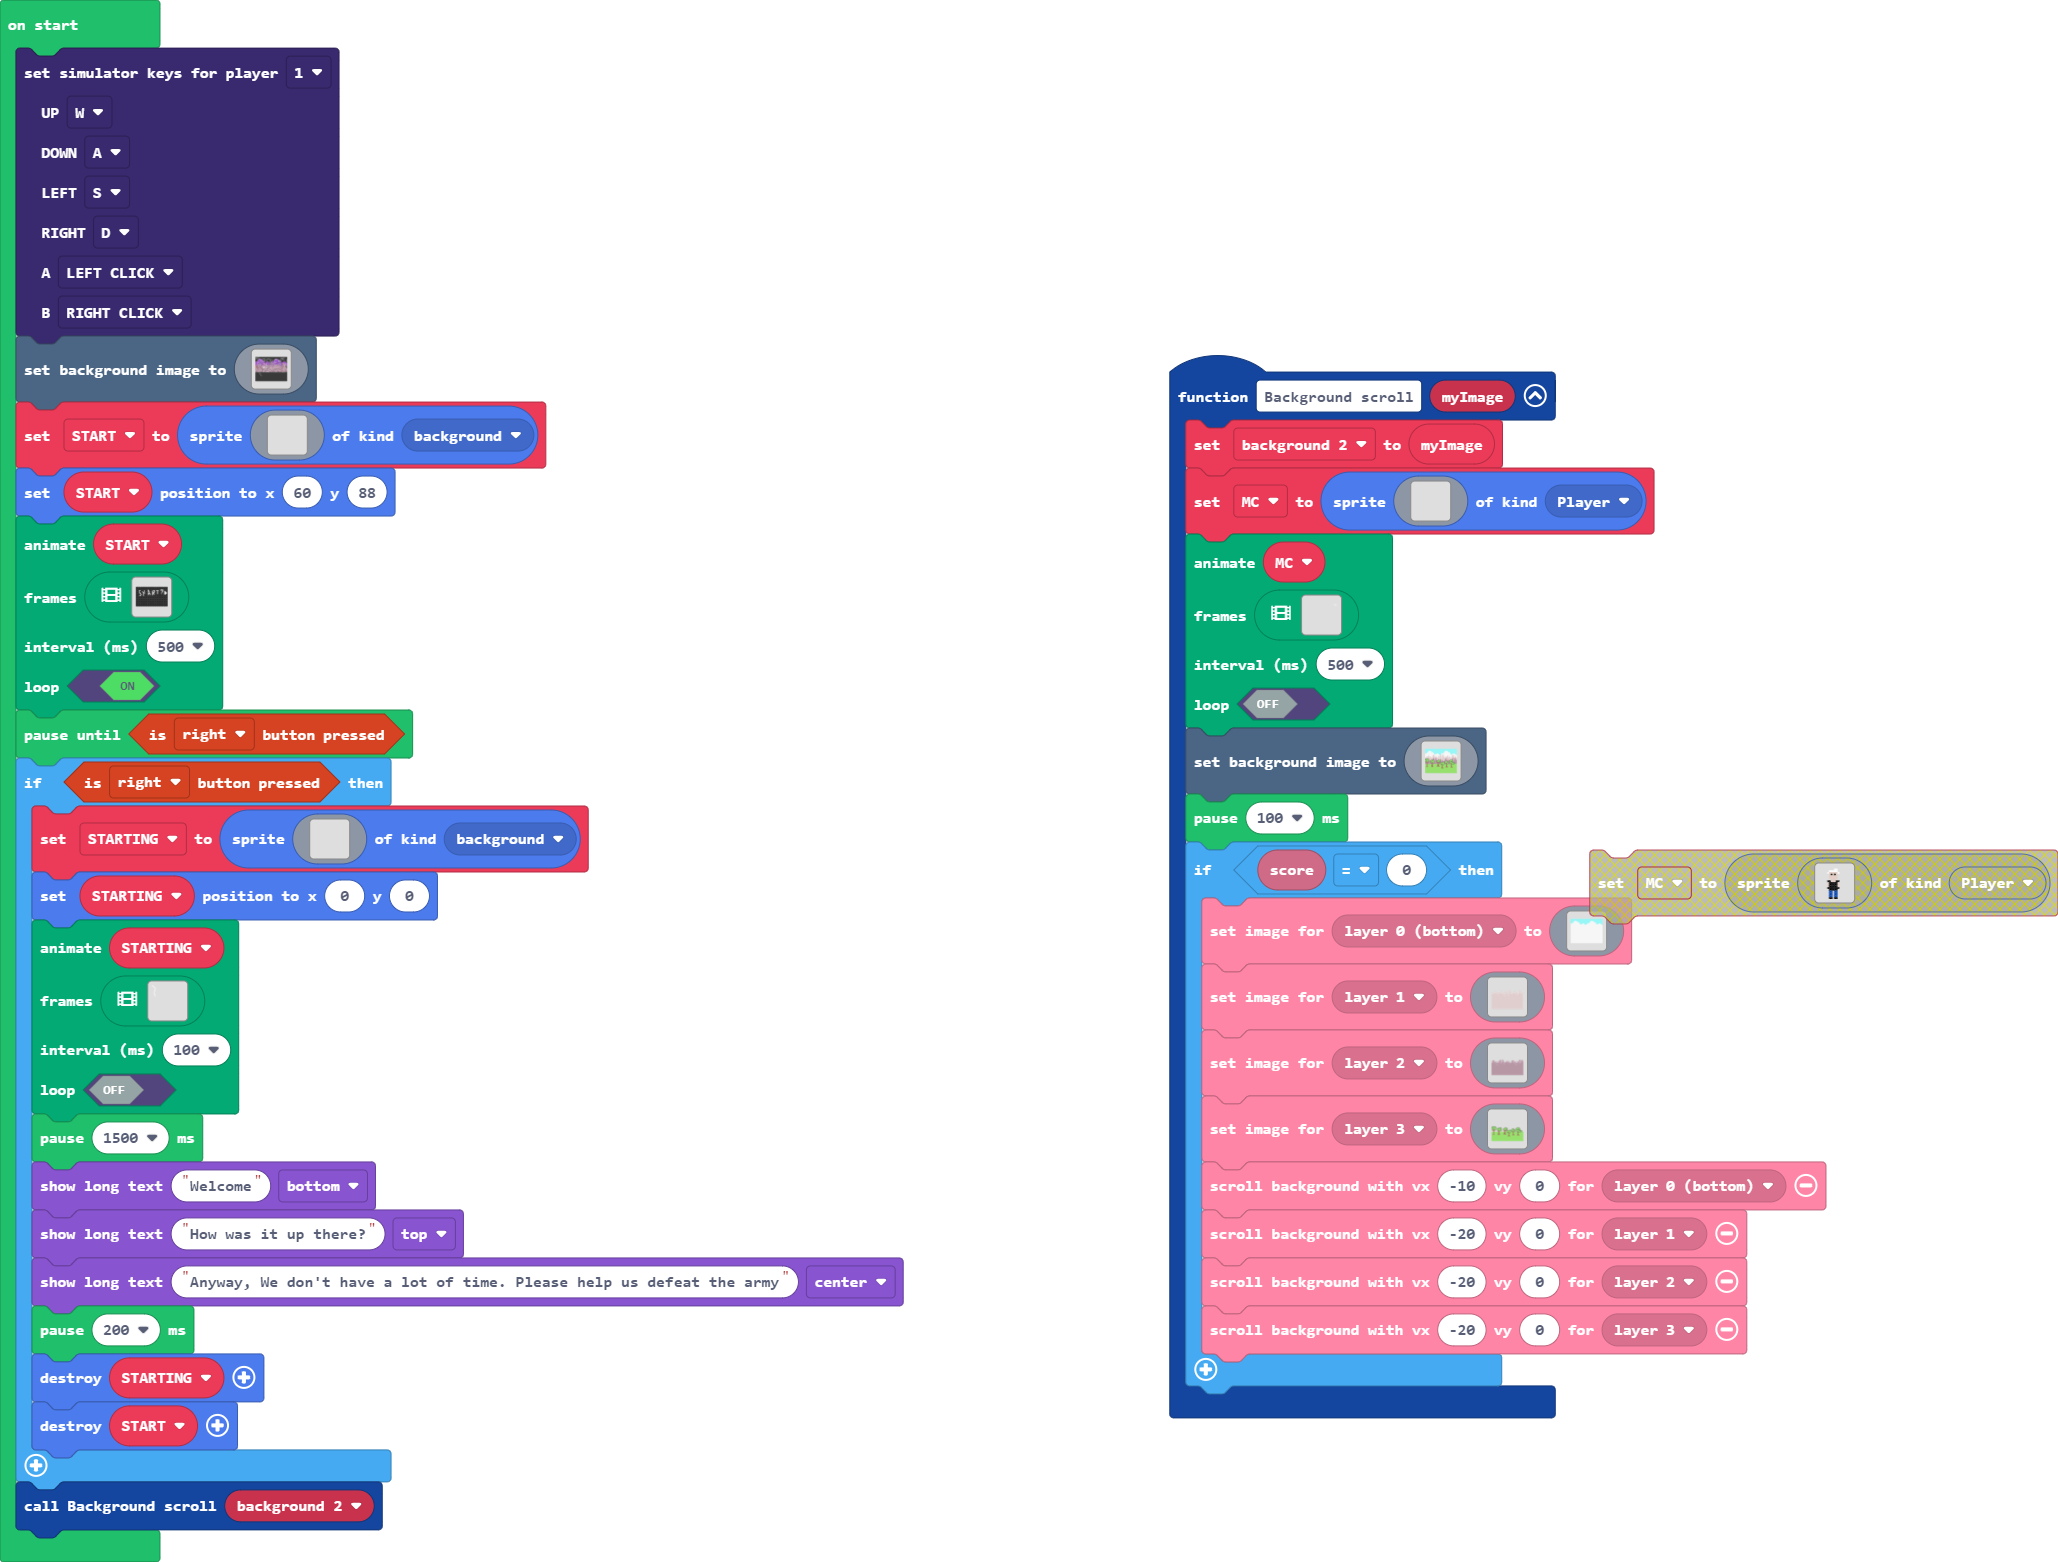 on start
set simulator keys for player 1
UP W
DOWN A
LEFT S
RIGHT D
A LEFT CLICK
B RIGHT CLICK
set background image to
set START to sprite of kind background
set START position to x 60 y 88
animate START
frames
interval (ms) 500
loop ON
pause until is right button pressed
if is right button pressed then
set STARTING to sprite of kind background
set STARTING position to x 0 y 0
animate STARTING
frames
interval (ms) 100
loop OFF
pause 1500 ms
show long text "Welcome" bottom
show long text "How was it up there?" top
show long text "Anyway, We don't have a lot of time. Please help us defeat the army" center
pause 200 ms
destroy STARTING
destroy START
call Background scroll background 2
function Background scroll myImage
set background 2 to myImage
set MC to sprite of kind Player
animate MC
frames
interval (ms) 500
loop OFF
set background image to
pause 100 ms
if score = 0 then
set image for layer 0 (bottom) to
set image for layer 1 to
set image for layer 2 to
set image for layer 3 to
scroll background with vx -10 vy 0 for layer 0 (bottom)
scroll background with vx -20 vy 0 for layer 1
scroll background with vx -20 vy 0 for layer 2
scroll background with vx -20 vy 0 for layer 3
set MC to sprite of kind Player